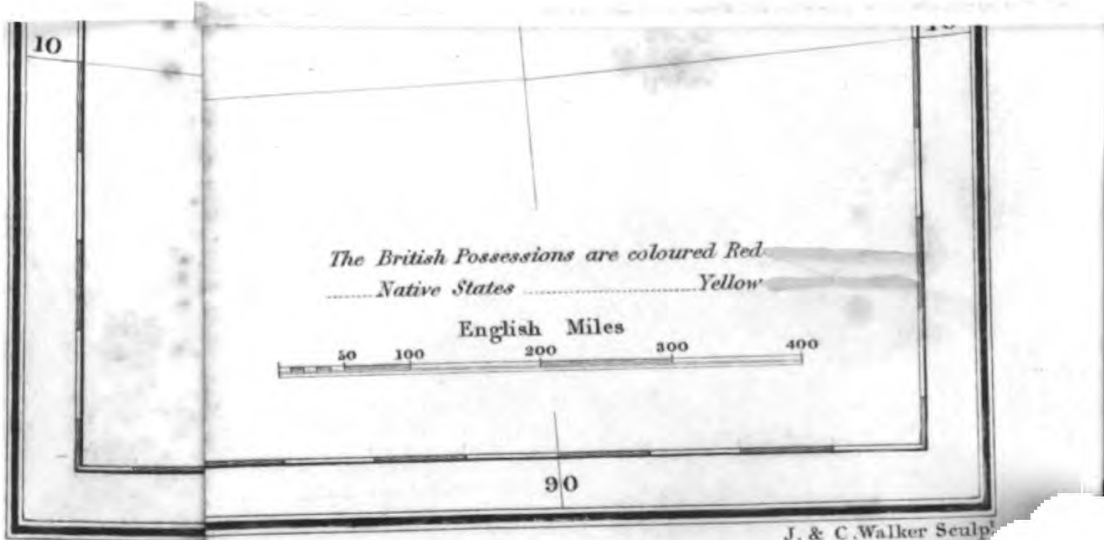 10
The British Possessions are coloured Red
Native States Yellow
English Miles
50 100 200 300 400
90
J. & C. Walker Sculpt